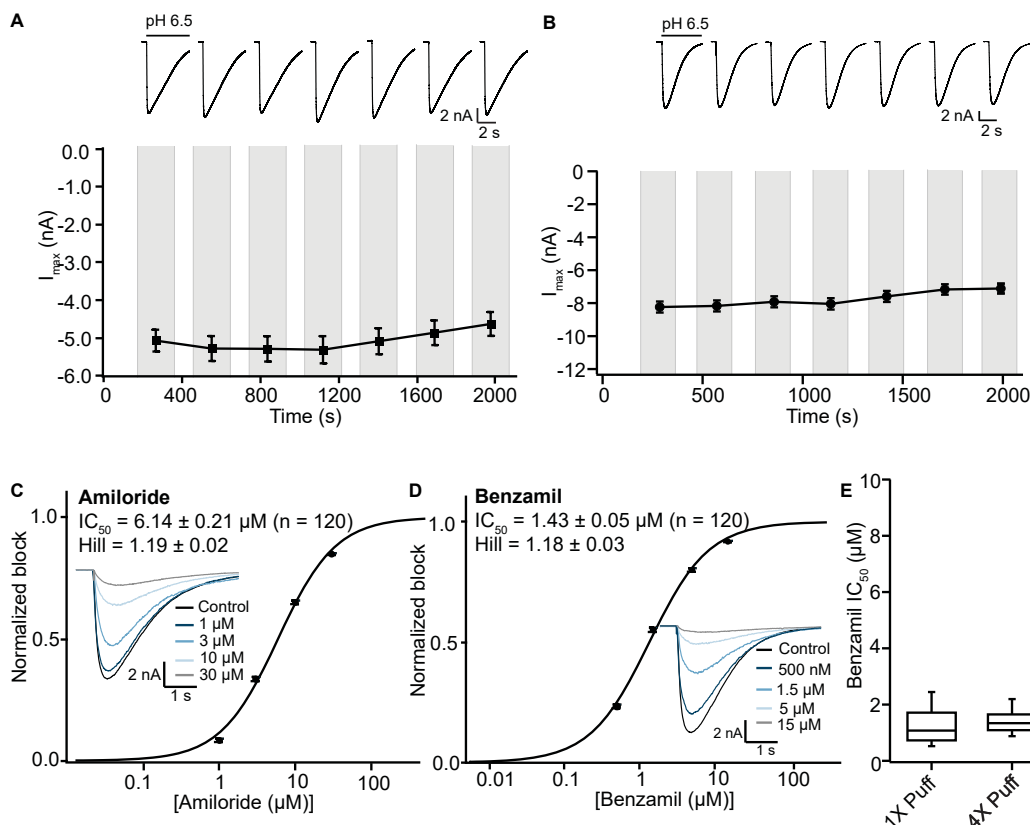 A
pH 6.5
2 nA
2 s
0.0
-1.0
-2.0
-3.0
-4.0
-5.0
-6.0
I_max (nA)
0 400 800 1200 1600 2000
Time (s)
B
pH 6.5
2 nA
2 s
0
-2
-4
-6
-8
-10
-12
I_max (nA)
0 500 1000 1500 2000
Time (s)
C Amiloride
IC50 = 6.14 ± 0.21 µM (n = 120)
Hill = 1.19 ± 0.02
1.0
0.5
0.0
Normalized block
Control
1 µM
3 µM
10 µM
30 µM
2 nA
1 s
0.1 1 10 100
[Amiloride (µM)]
D Benzamil
IC50 = 1.43 ± 0.05 µM (n = 120)
Hill = 1.18 ± 0.03
1.0
0.5
0.0
Normalized block
Control
500 nM
1.5 µM
5 µM
15 µM
2 nA
1 s
0.01 0.1 1 10 100
[Benzamil (µM)]
E
10
8
6
4
2
0
Benzamil IC50 (µM)
1X Puff
4X Puff